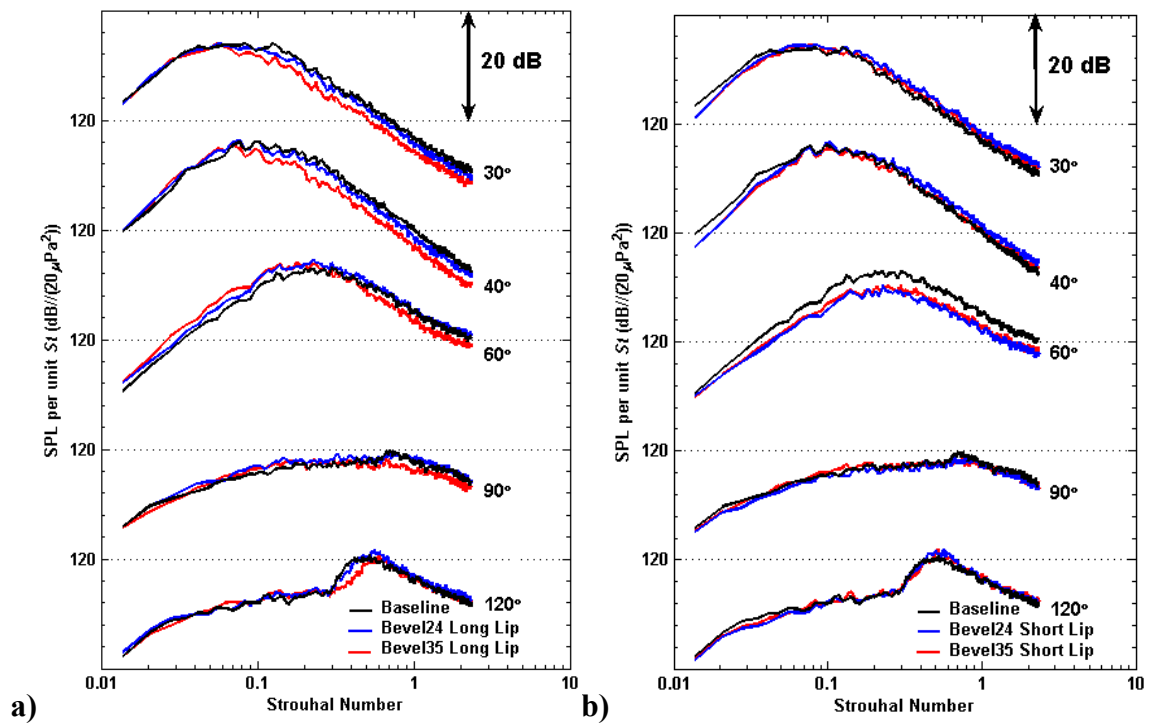 20 dB
120
30°
120
40°
120
60°
120
90°
120
120°
SPL per unit St (dB//(20µPa²))
Baseline
Bevel24 Long Lip
Bevel35 Long Lip
0.01 0.1 1 10
Strouhal Number
a)
20 dB
120
30°
120
40°
120
60°
120
90°
120
120°
SPL per unit St (dB//(20µPa²))
Baseline
Bevel24 Short Lip
Bevel35 Short Lip
0.01 0.1 1 10
Strouhal Number
b)